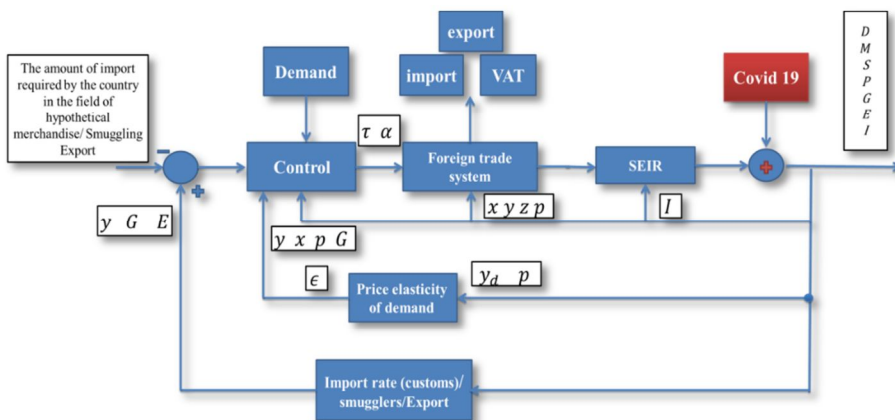 The amount of import
required by the country
in the field of
hypothetical
merchandise/ Smuggling
Export
Demand
import
export
VAT
Covid 19
D
M
S
P
G
E
I
−
+
Control
τ α
Foreign trade
system
SEIR
+
y G E
y x p G
x y z p
I
ϵ
Price elasticity
of demand
y_d p
Import rate (customs)/
smugglers/Export